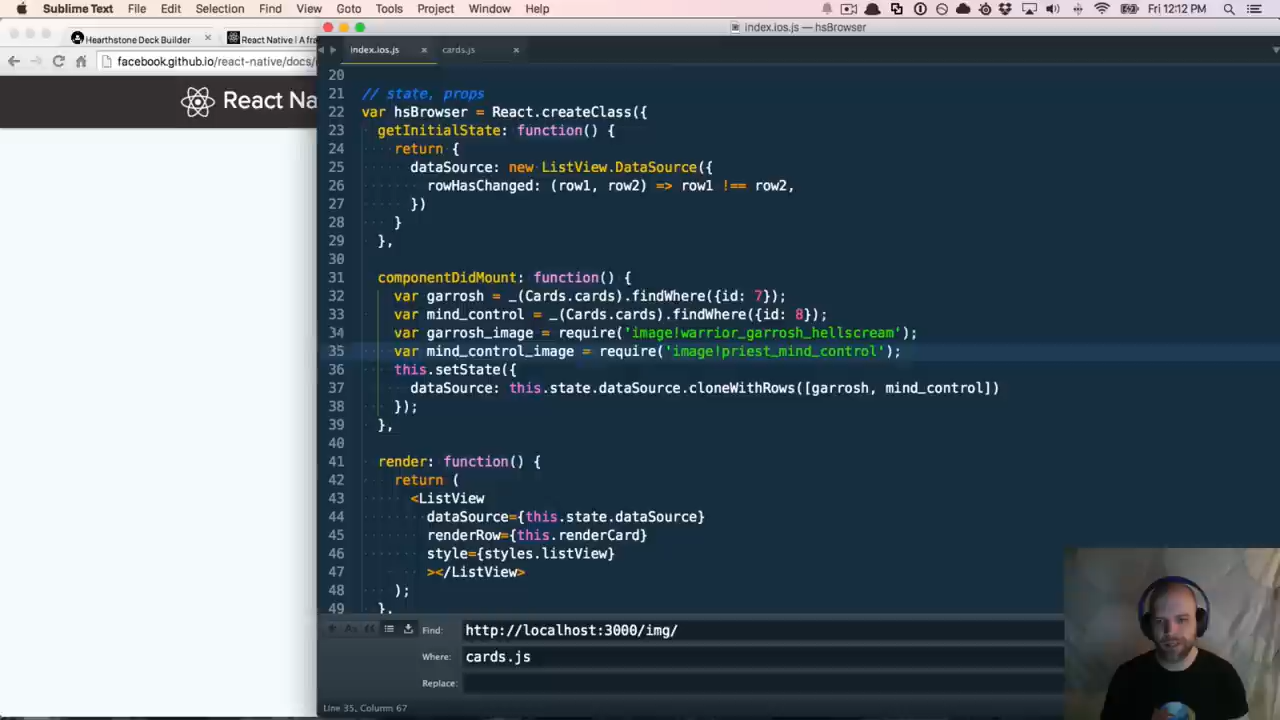 Sublime Text File Edit Selection Find View Goto Tools Project Window Help
Fri 12:12 PM
Hearthstone Deck Builder
React Native | A fra
facebook.github.io/react-native/docs/
React Na
index.ios.js — hsBrowser
index.ios.js
cards.js
20
21 // state, props
22 var hsBrowser = React.createClass({
23 getInitialState: function() {
24 return {
25 dataSource: new ListView.DataSource({
26 rowHasChanged: (row1, row2) => row1 !== row2,
27 })
28 }
29 },
30
31 componentDidMount: function() {
32 var garrosh = _(Cards.cards).findWhere({id: 7});
33 var mind_control = _(Cards.cards).findWhere({id: 8});
34 var garrosh_image = require('image!warrior_garrosh_hellscream');
35 var mind_control_image = require('image!priest_mind_control');
36 this.setState({
37 dataSource: this.state.dataSource.cloneWithRows([garrosh, mind_control])
38 });
39 },
40
41 render: function() {
42 return (
43 <ListView
44 dataSource={this.state.dataSource}
45 renderRow={this.renderCard}
46 style={styles.listView}
47 ></ListView>
48 );
49 },
Find: http://localhost:3000/img/
Where: cards.js
Replace:
Line 35, Column 67